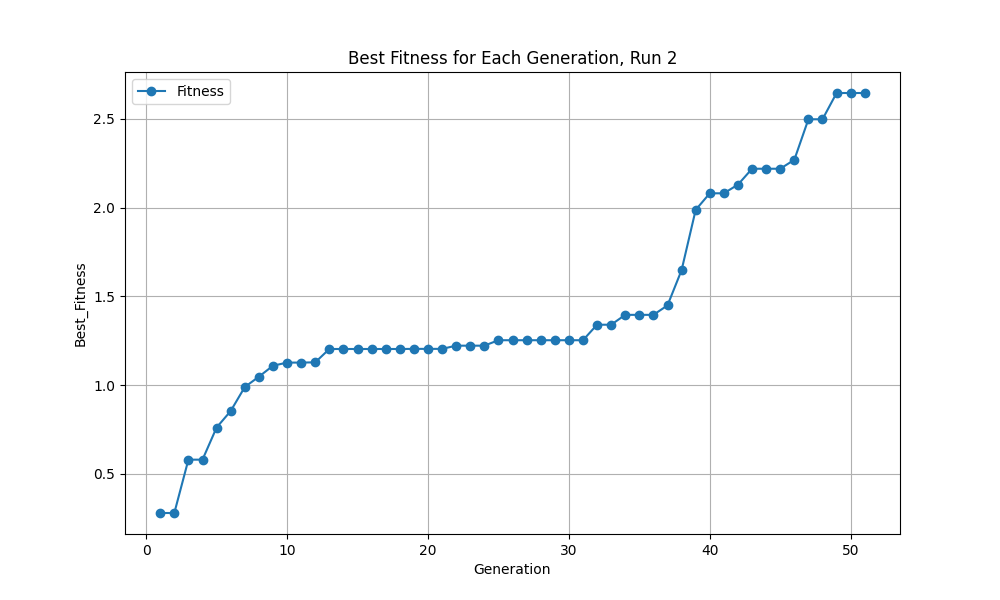 Best Fitness for Each Generation, Run 2
Fitness
2.5
2.0
1.5
1.0
0.5
Best_Fitness
0 10 20 30 40 50
Generation